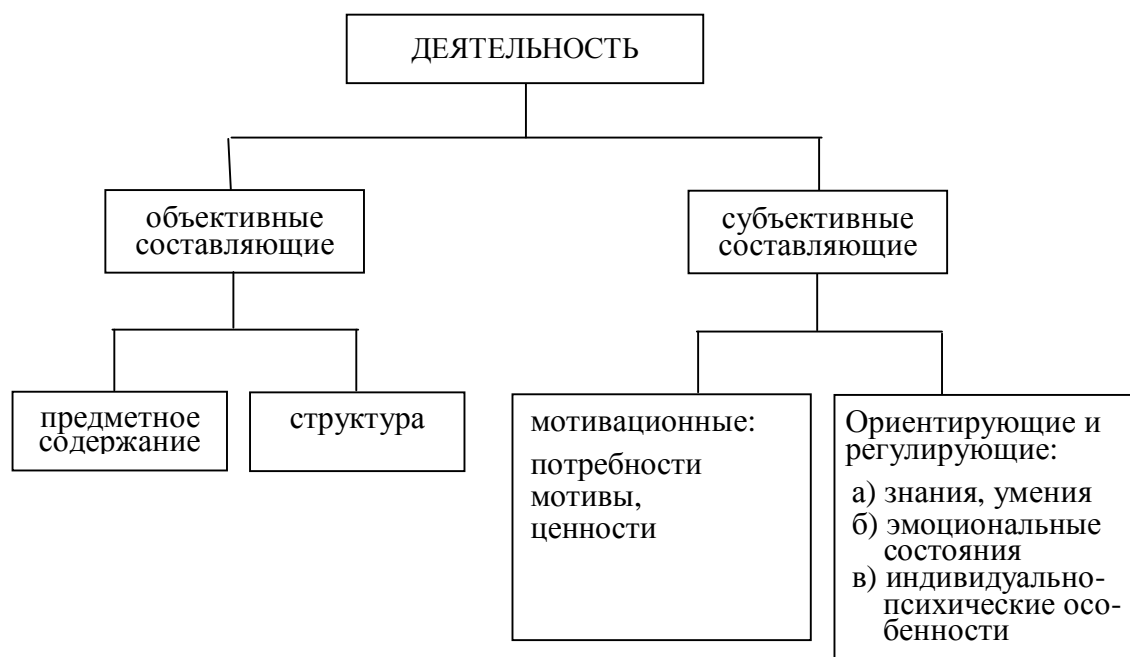 ДЕЯТЕЛЬНОСТЬ
объективные
составляющие
субъективные
составляющие
предметное
содержание
структура
мотивационные:
потребности
мотивы,
ценности
Ориентирующие и
регулирующие:
а) знания, умения
б) эмоциональные
состояния
в) индивидуально-
психические осо-
бенности